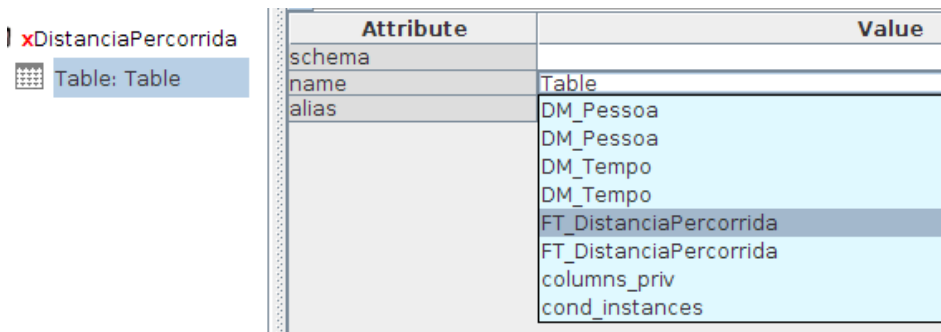 Attribute Value
xDistanciaPercorrida
schema
Table: Table
name Table
alias
DM_Pessoa
DM_Pessoa
DM_Tempo
DM_Tempo
FT_DistanciaPercorrida
FT_DistanciaPercorrida
columns_priv
cond_instances